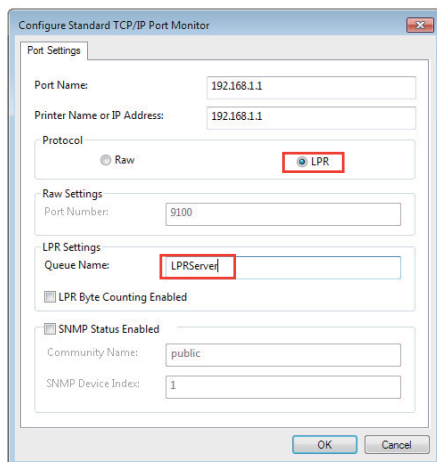 Configure Standard TCP/IP Port Monitor
Port Settings
Port Name: 192.168.1.1
Printer Name or IP Address: 192.168.1.1
Protocol
Raw LPR
Raw Settings
Port Number: 9100
LPR Settings
Queue Name: LPRServer
LPR Byte Counting Enabled
SNMP Status Enabled
Community Name: public
SNMP Device Index: 1
OK Cancel